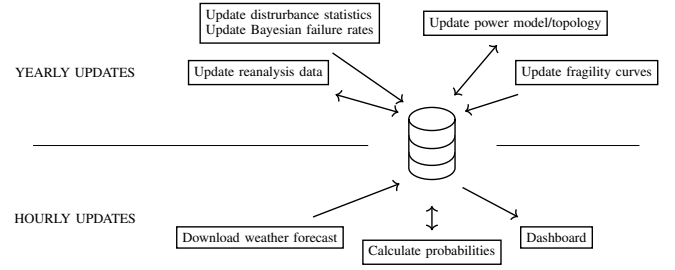 Update distrurbance statistics
Update Bayesian failure rates
Update power model/topology
YEARLY UPDATES
Update reanalysis data
Update fragility curves
HOURLY UPDATES
Download weather forecast
Calculate probabilities
Dashboard